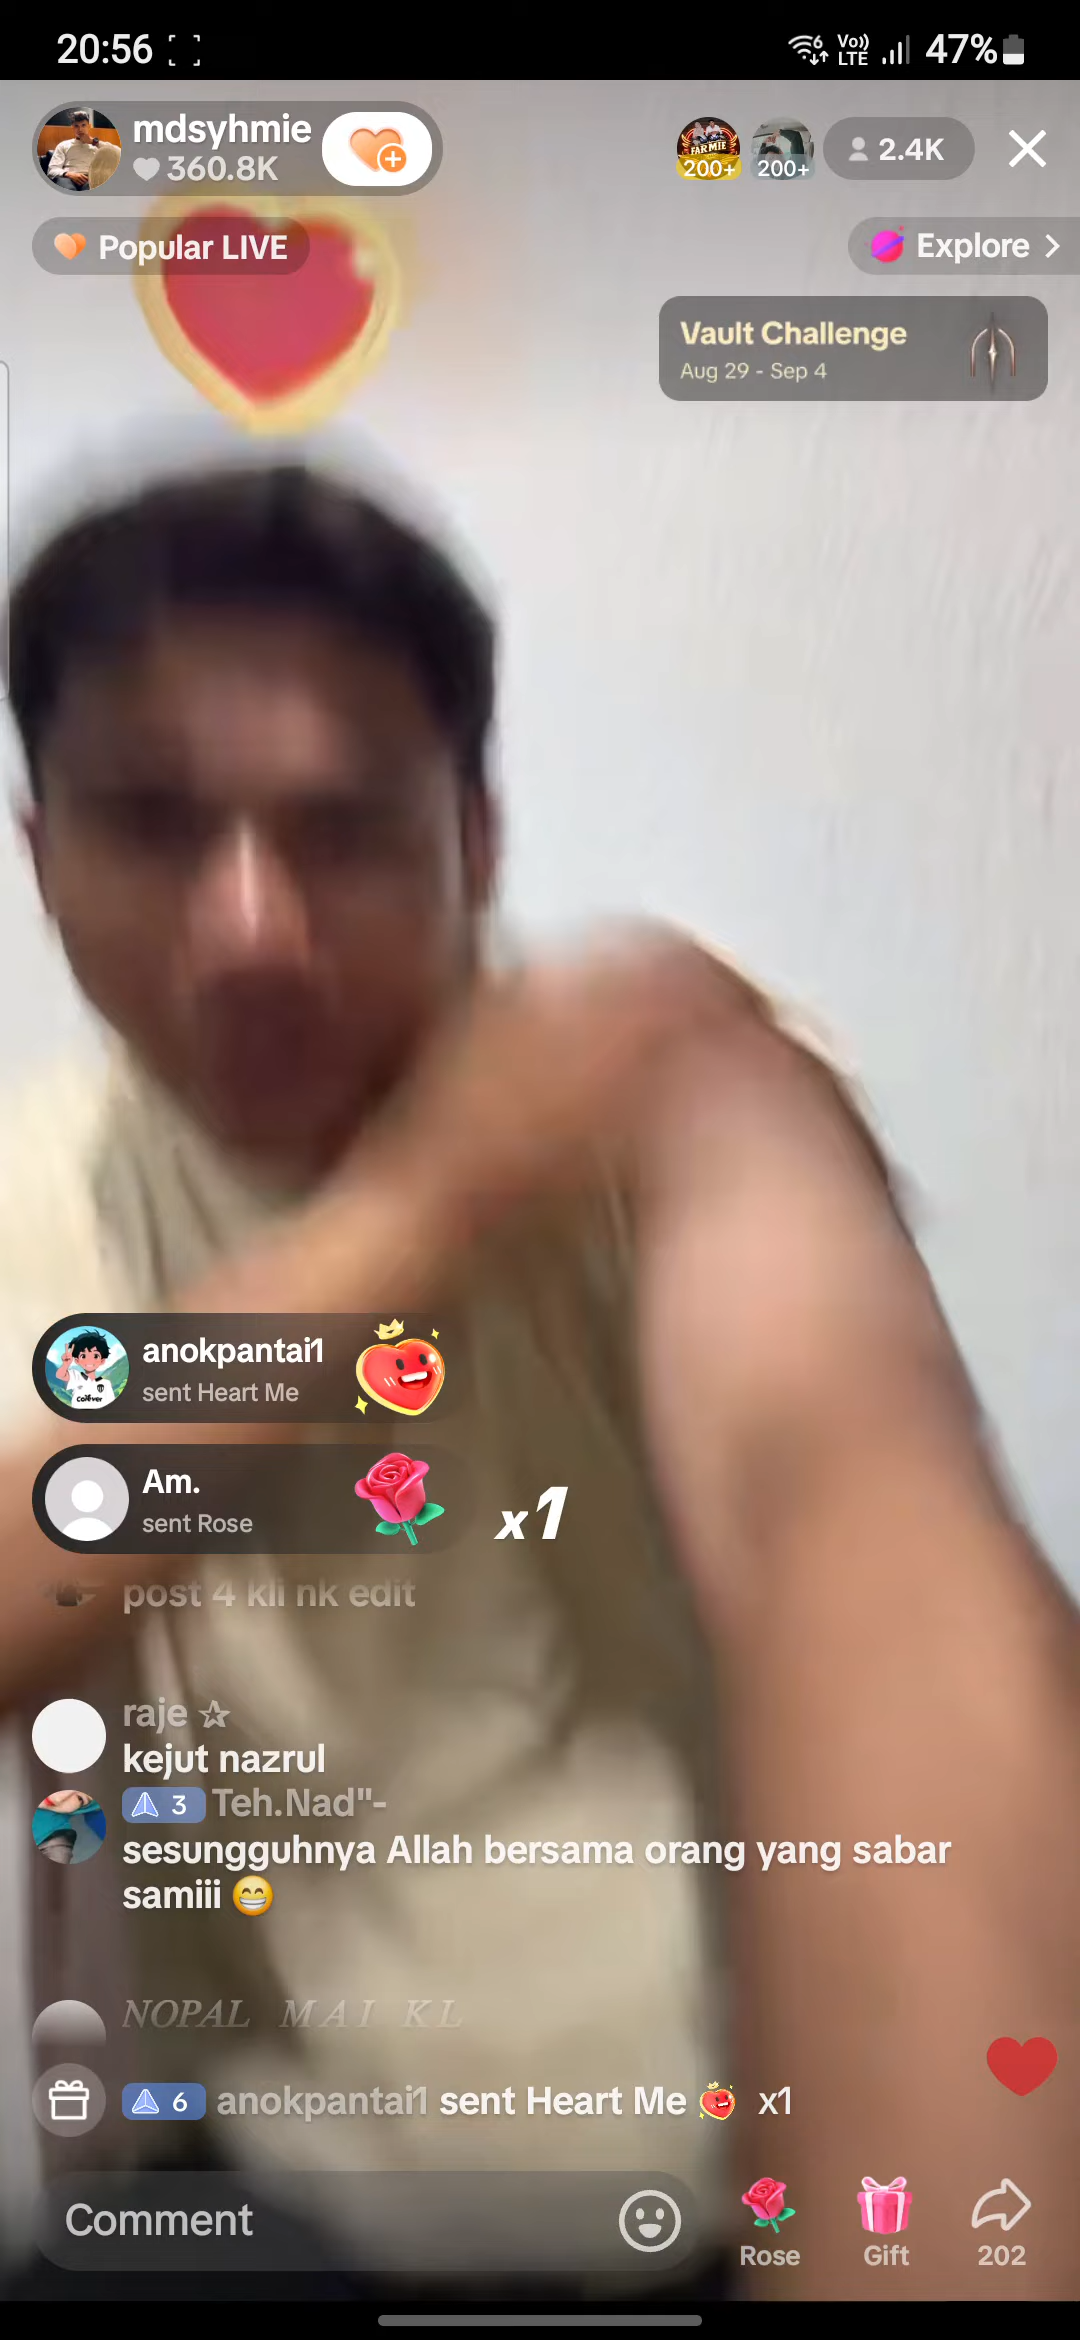 20:56
Vo))
LTE
47%
mdsyhmie
360.8K
FARMIE
200+
200+
2.4K
Popular LIVE
Explore
Vault Challenge
Aug 29 - Sep 4
anokpantai1
sent Heart Me
Am.
sent Rose
x1
post 4 kli nk edit
raje ☆
kejut nazrul
3 Teh.Nad"-
sesungguhnya Allah bersama orang yang sabar
samiii 😁
NOPAL MAI KL
6 anokpantai1 sent Heart Me x1
Comment
Rose
Gift
202